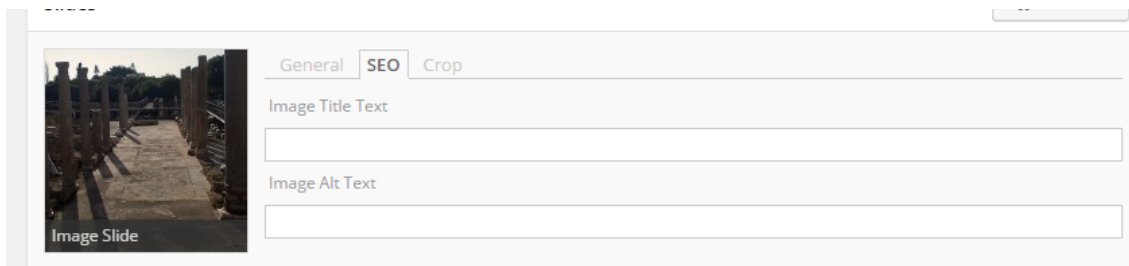 General SEO Crop
Image Title Text
Image Alt Text
Image Slide